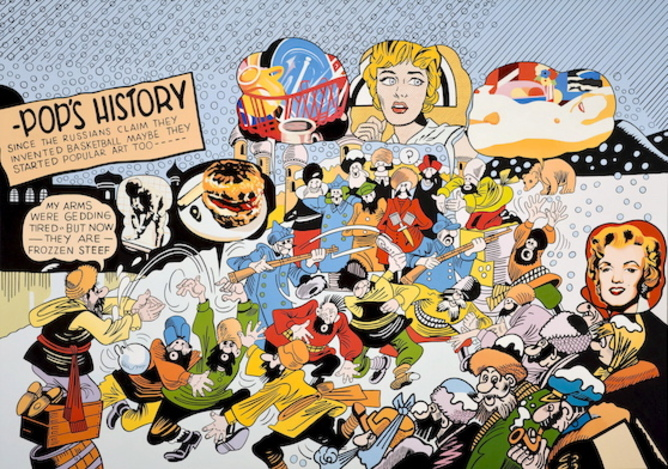 -POP'S HISTORY
SINCE THE RUSSIANS CLAIM THEY
INVENTED BASKETBALL MAYBE THEY
STARTED POPULAR ART TOO-----
MY ARMS
WERE GEDDING
TIRED-BUT NOW
—THEY ARE—
FROZZEN STEEF
?